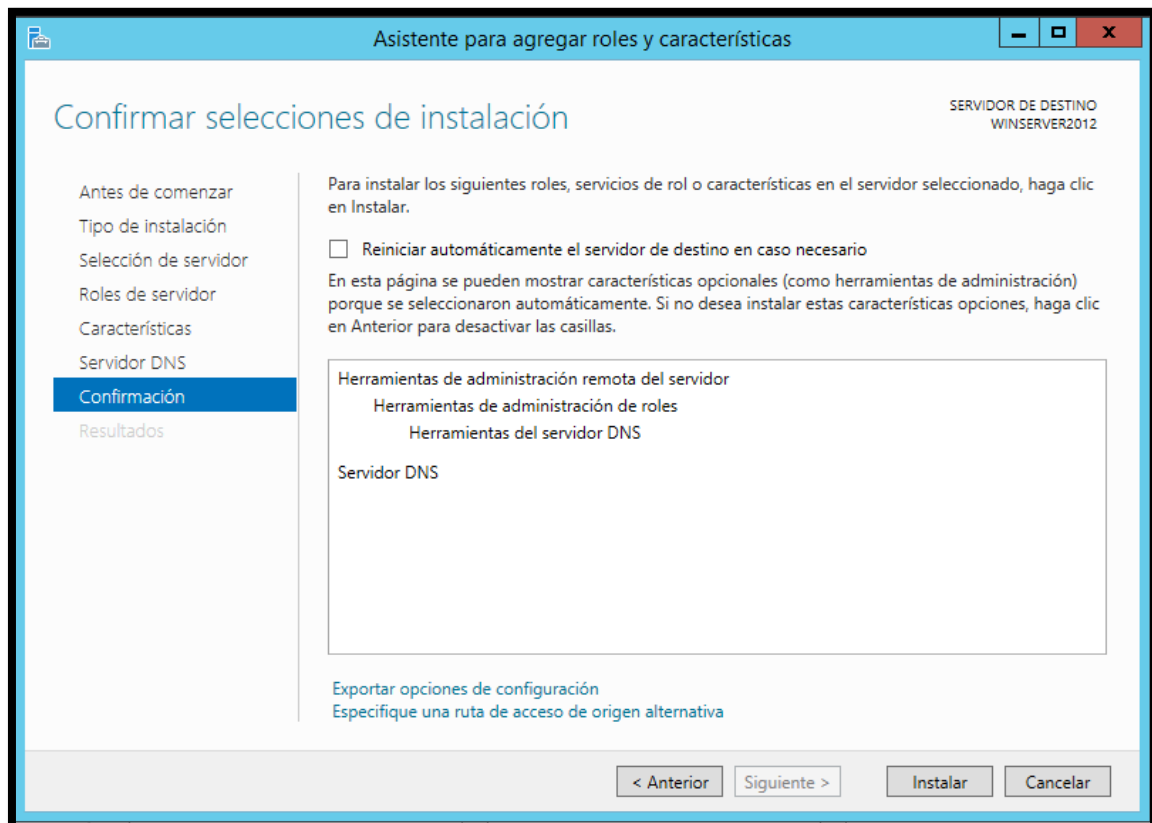 Asistente para agregar roles y características
Confirmar selecciones de instalación
SERVIDOR DE DESTINO
WINSERVER2012
Antes de comenzar
Tipo de instalación
Selección de servidor
Roles de servidor
Características
Servidor DNS
Confirmación
Resultados
Para instalar los siguientes roles, servicios de rol o características en el servidor seleccionado, haga clic
en Instalar.
Reiniciar automáticamente el servidor de destino en caso necesario
En esta página se pueden mostrar características opcionales (como herramientas de administración)
porque se seleccionaron automáticamente. Si no desea instalar estas características opciones, haga clic
en Anterior para desactivar las casillas.
Herramientas de administración remota del servidor
Herramientas de administración de roles
Herramientas del servidor DNS
Servidor DNS
Exportar opciones de configuración
Especifique una ruta de acceso de origen alternativa
< Anterior
Siguiente >
Instalar
Cancelar